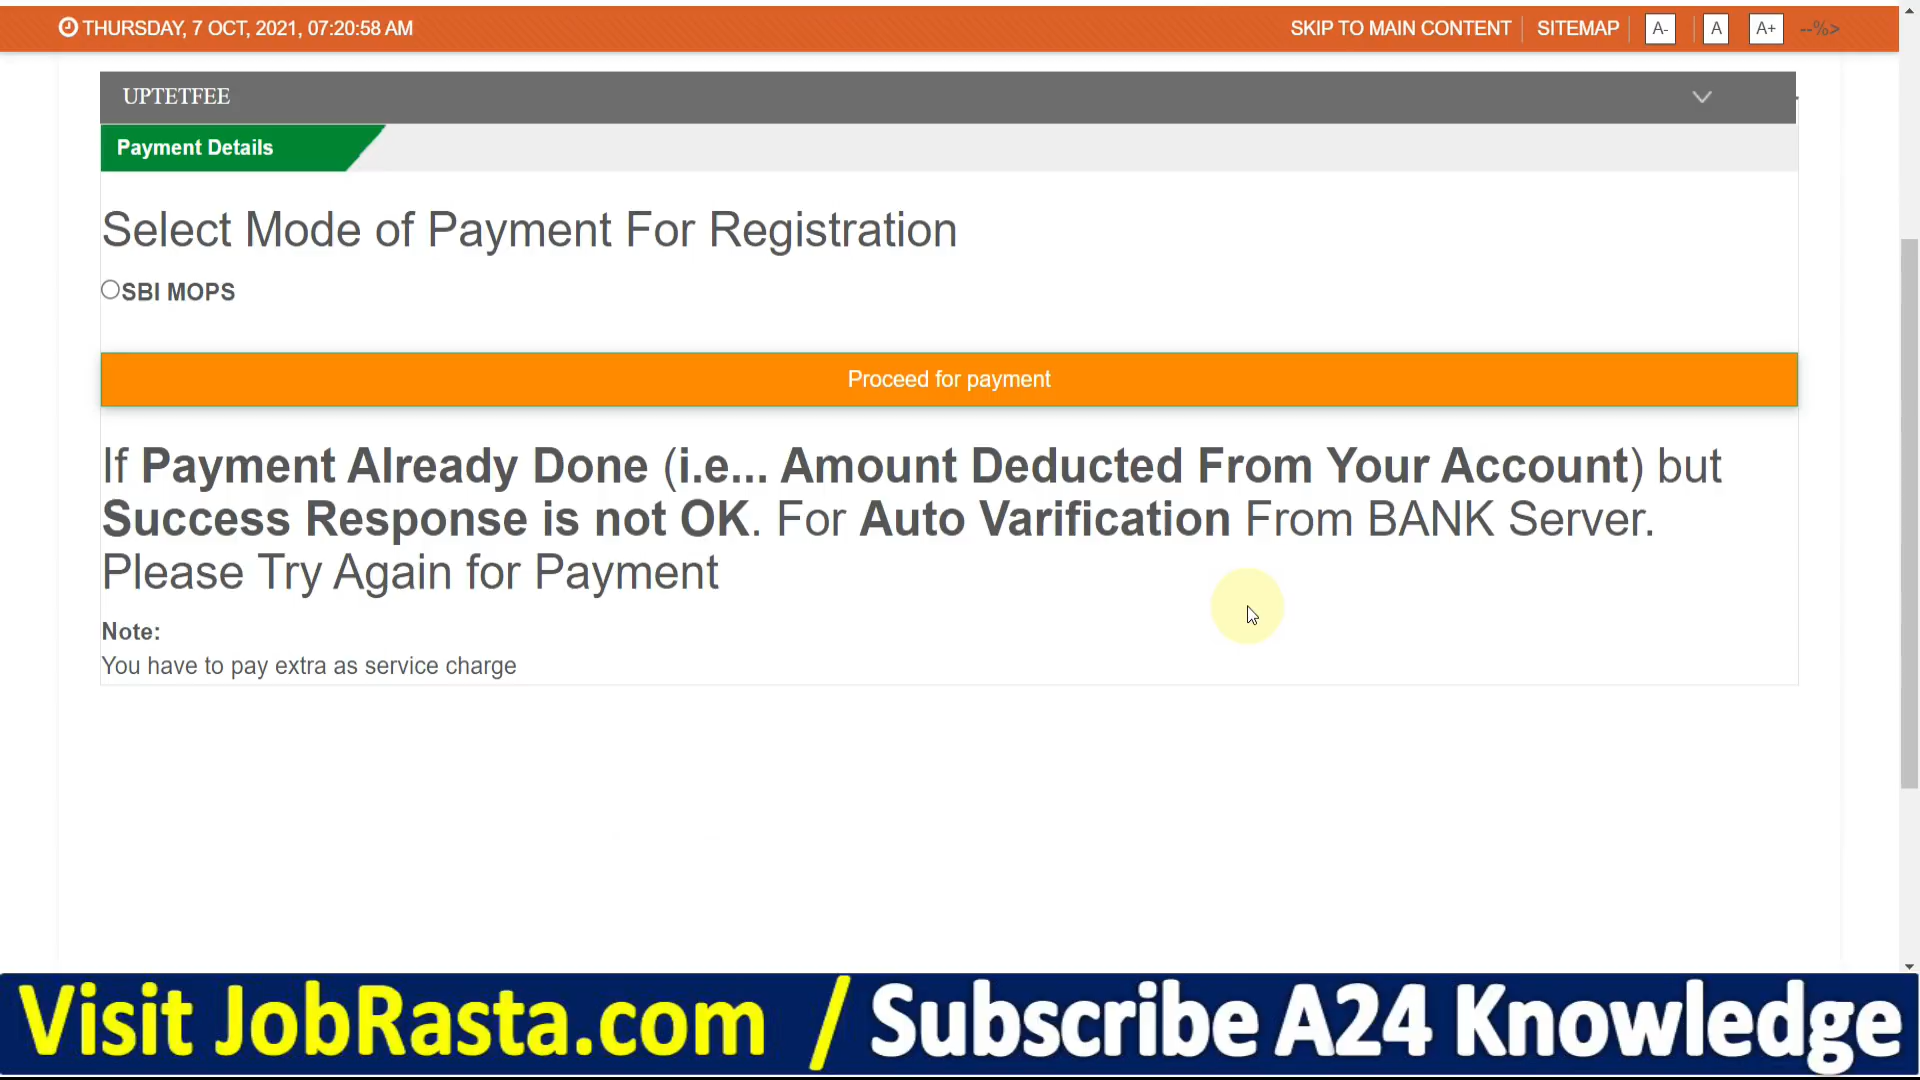 THURSDAY, 7 OCT, 2021, 07:20:58 AM SKIP TO MAIN CONTENT SITEMAP A- A A+ --%>
UPTETFEE
Payment Details
Select Mode of Payment For Registration
SBI MOPS
Proceed for payment
If Payment Already Done (i.e... Amount Deducted From Your Account) but
Success Response is not OK. For Auto Varification From BANK Server.
Please Try Again for Payment
Note:
You have to pay extra as service charge
Visit JobRasta.com / Subscribe A24 Knowledge